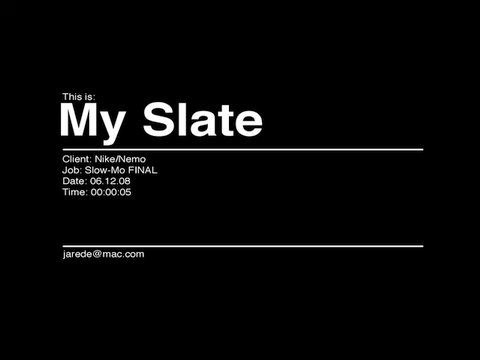 This is:
My Slate
Client: Nike/Nemo
Job: Slow-Mo FINAL
Date: 06.12.08
Time: 00:00:05
jarede@mac.com